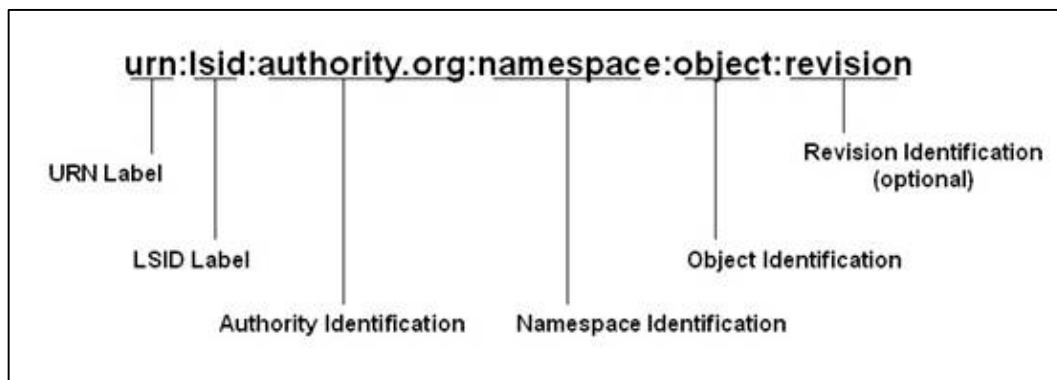 urn:lsid:authority.org:namespace:object:revision
URN Label
Revision Identification
(optional)
LSID Label
Object Identification
Authority Identification
Namespace Identification